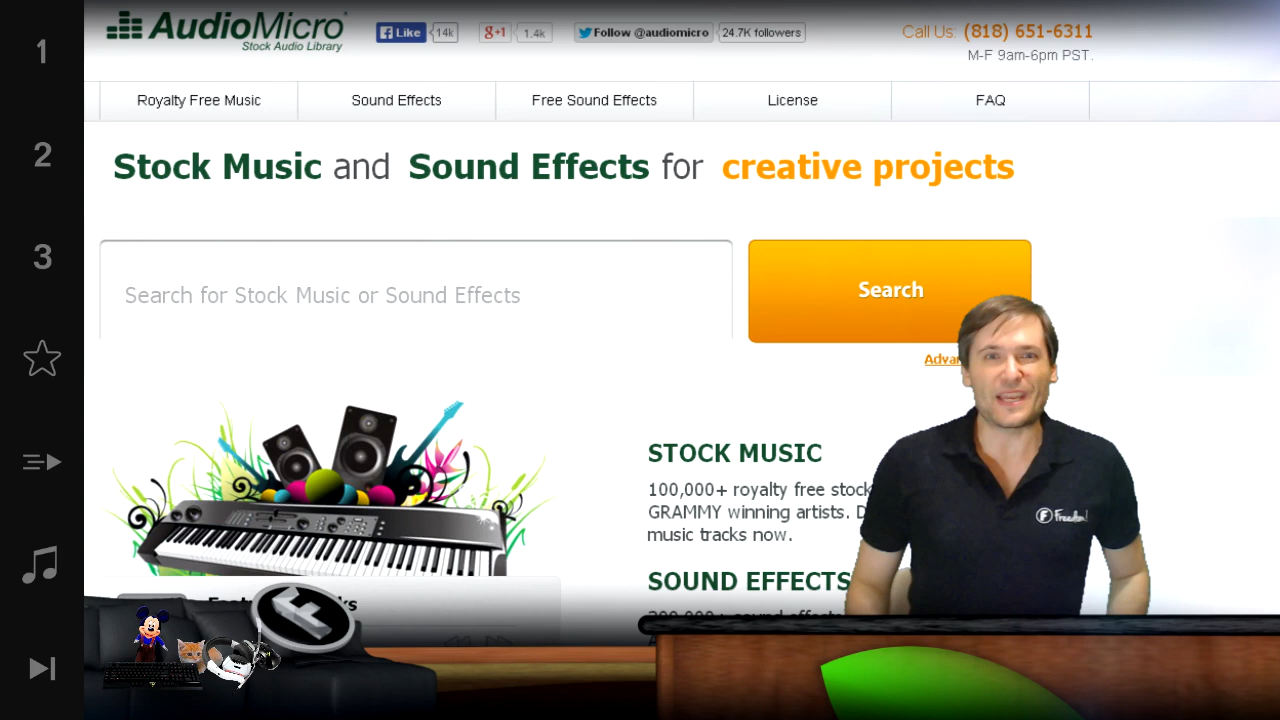 1
2
3
AudioMicro
Stock Audio Library
Like 14k
g+1 1.4k
Follow @audiomicro 24.7K followers
Call Us: (818) 651-6311
M-F 9am-6pm PST.
Royalty Free Music
Sound Effects
Free Sound Effects
License
FAQ
Stock Music and Sound Effects for creative projects
Search for Stock Music or Sound Effects
Search
STOCK MUSIC
100,000+ royalty free stock
GRAMMY winning artists.
music tracks now.
SOUND EFFECTS
Freedom!
F